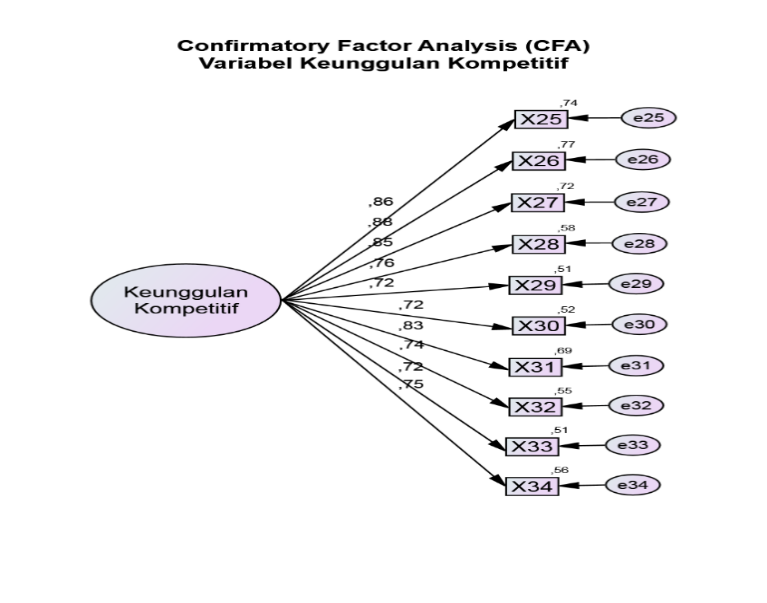 Confirmatory Factor Analysis (CFA)
Variabel Keunggulan Kompetitif
,74
X25
e25
,77
X26
e26
,72
X27
e27
,58
X28
e28
,51
X29
e29
,52
X30
e30
,69
X31
e31
,55
X32
e32
,51
X33
e33
,56
X34
e34
,86
,88
,85
,76
,72
,72
,83
,74
,72
,75
Keunggulan
Kompetitif